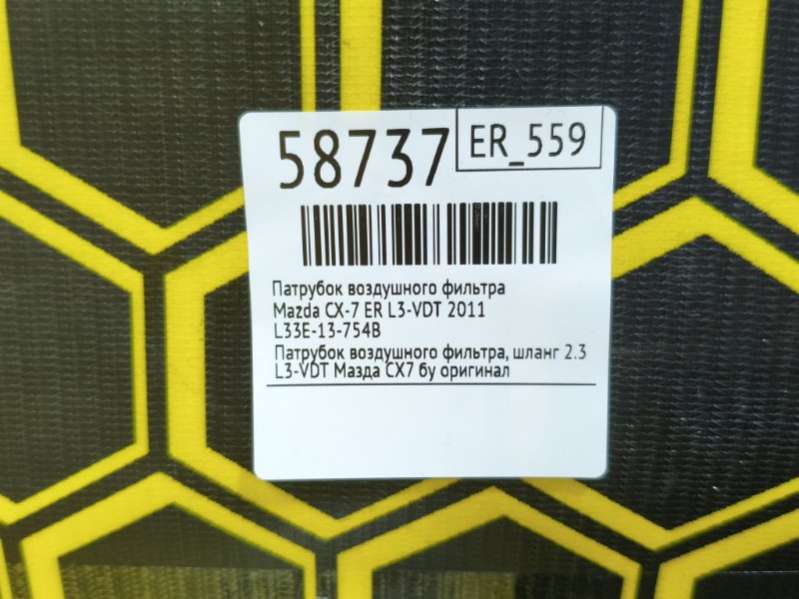 58737
ER_559
Патрубок воздушного фильтра
Mazda CX-7 ER L3-VDT 2011
L33E-13-754B
Патрубок воздушного фильтра, шланг 2.3
L3-VDT Мазда СХ7 бу оригинал